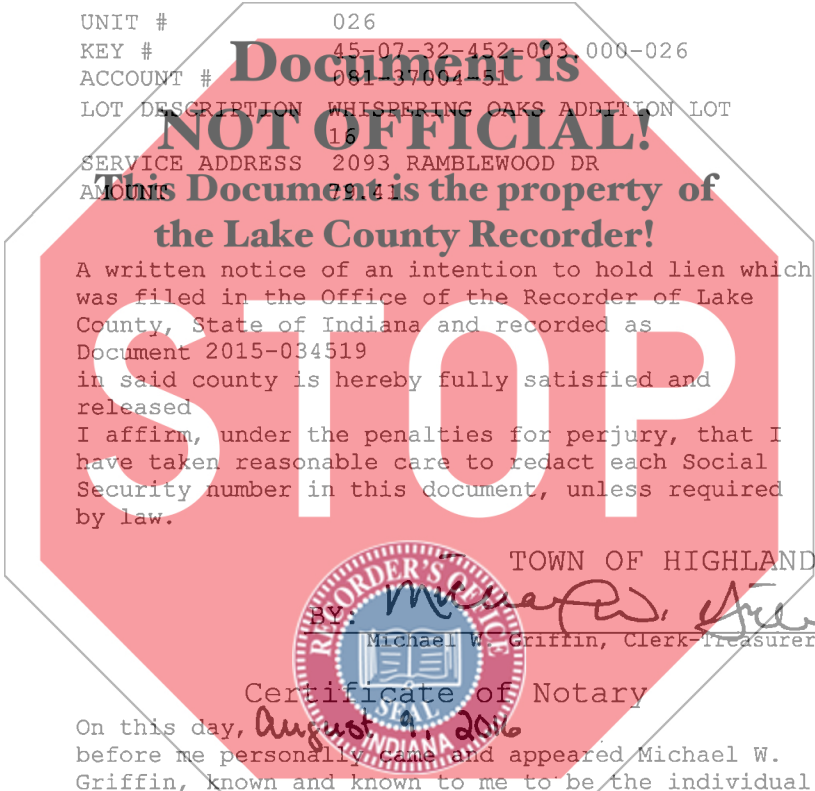 UNIT # 026
KEY # 45-07-32-452-003.000-026
Document is
ACCOUNT # 081-37004-51
LOT DESCRIPTION WHISPERING OAKS ADDITION LOT
16
NOT OFFICIAL!
SERVICE ADDRESS 2093 RAMBLEWOOD DR
AMOUNT 79.41
This Document is the property of
the Lake County Recorder!
A written notice of an intention to hold lien which
was filed in the Office of the Recorder of Lake
County, State of Indiana and recorded as
Document 2015-034519
in said county is hereby fully satisfied and
released
I affirm, under the penalties for perjury, that I
have taken reasonable care to redact each Social
Security number in this document, unless required
by law.
STOP
TOWN OF HIGHLAND
BY: Michael W. Griffin
Michael W. Griffin, Clerk-Treasurer
RECORDER'S OFFICE
SEAL
INDIANA
Certificate of Notary
On this day, August 9, 2016
before me personally came and appeared Michael W.
Griffin, known and known to me to be the individual